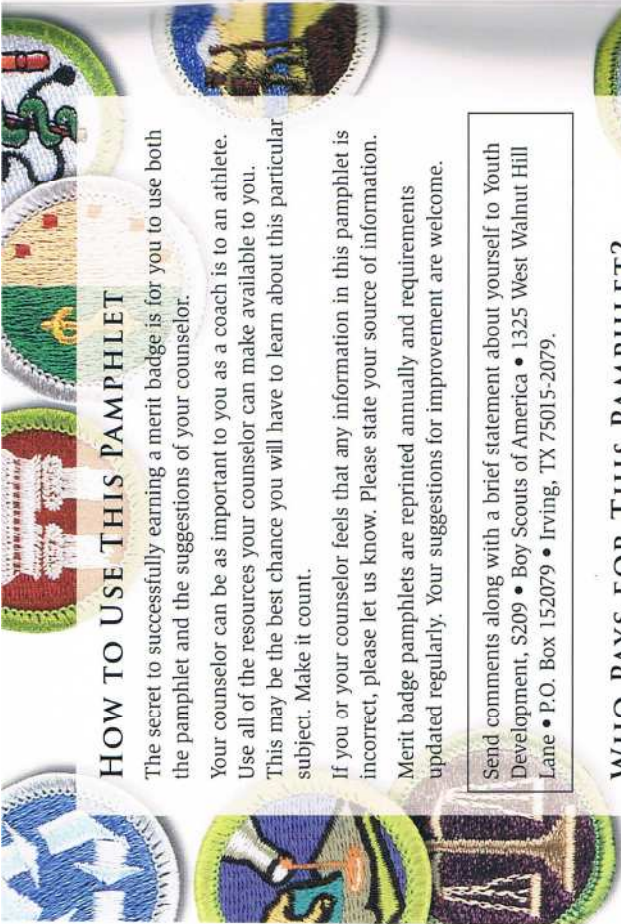 HOW TO USE THIS PAMPHLET
The secret to successfully earning a merit badge is for you to use both
the pamphlet and the suggestions of your counselor.
Your counselor can be as important to you as a coach is to an athlete.
Use all of the resources your counselor can make available to you.
This may be the best chance you will have to learn about this particular
subject. Make it count.
If you or your counselor feels that any information in this pamphlet is
incorrect, please let us know. Please state your source of information.
Merit badge pamphlets are reprinted annually and requirements
updated regularly. Your suggestions for improvement are welcome.
Send comments along with a brief statement about yourself to Youth
Development, S209 • Boy Scouts of America • 1325 West Walnut Hill
Lane • P.O. Box 152079 • Irving, TX 75015-2079.
WHO PAYS FOR THIS PAMPHLET?